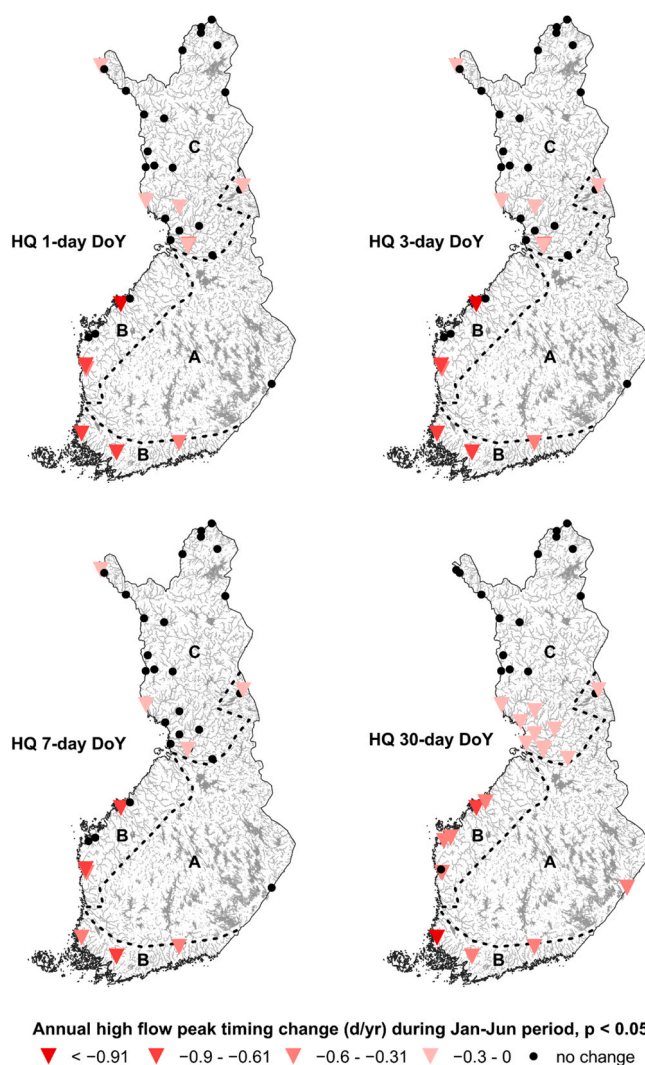 C
C
HQ 1-day DoY
HQ 3-day DoY
B
B
A
A
B
B
C
C
HQ 7-day DoY
HQ 30-day DoY
B
B
A
A
B
B
Annual high flow peak timing change (d/yr) during Jan-Jun period, p < 0.05
< −0.91 −0.9 - −0.61 −0.6 - −0.31 −0.3 - 0 no change